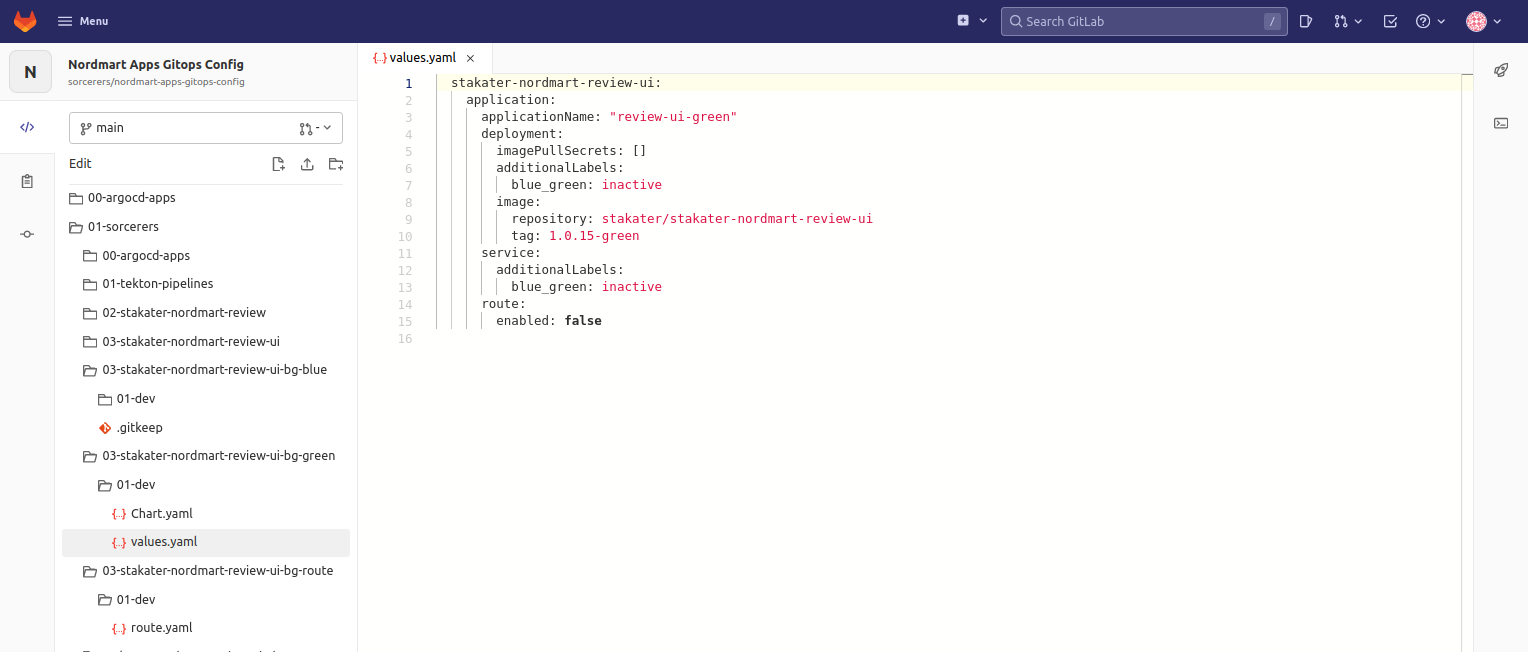 Menu
Search GitLab
/
N
Nordmart Apps Gitops Config
sorcerers/nordmart-apps-gitops-config
main
-
Edit
00-argocd-apps
01-sorcerers
00-argocd-apps
01-tekton-pipelines
02-stakater-nordmart-review
03-stakater-nordmart-review-ui
03-stakater-nordmart-review-ui-bg-blue
01-dev
.gitkeep
03-stakater-nordmart-review-ui-bg-green
01-dev
{..} Chart.yaml
{..} values.yaml
03-stakater-nordmart-review-ui-bg-route
01-dev
{..} route.yaml
{..} values.yaml ×
1 stakater-nordmart-review-ui:
2 application:
3 applicationName: "review-ui-green"
4 deployment:
5 imagePullSecrets: []
6 additionalLabels:
7 blue_green: inactive
8 image:
9 repository: stakater/stakater-nordmart-review-ui
10 tag: 1.0.15-green
11 service:
12 additionalLabels:
13 blue_green: inactive
14 route:
15 enabled: false
16